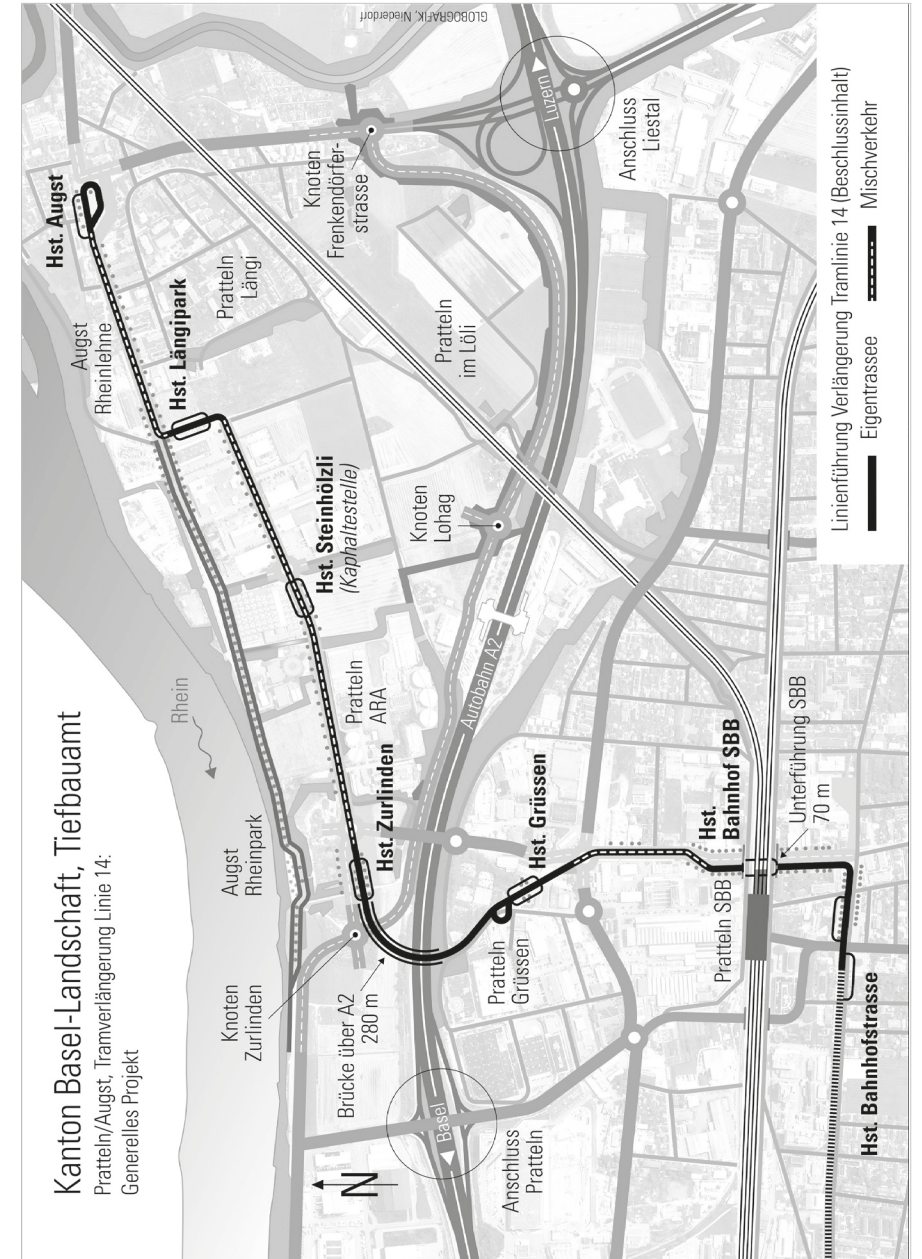 Kanton Basel-Landschaft, Tiefbauamt
Pratteln/Augst, Tramverlängerung Linie 14:
Generelles Projekt
Rhein
Hst. Augst
Augst
Rheinlehne
Hst. Längipark
Pratteln
Längi
Knoten
Frenkendörfer-
strasse
Luzern
Anschluss
Liestal
Hst. Steinhölzli
(Kaphaltestelle)
Pratteln
im Löli
Knoten
Lohag
Pratteln
ARA
Autobahn A2
Augst
Rheinpark
Hst. Zurlinden
Knoten
Zurlinden
Brücke über A2
280 m
Hst. Grüssen
Pratteln
Grüssen
Hst.
Bahnhof SBB
Unterführung SBB
70 m
Pratteln SBB
Basel
Anschluss
Pratteln
N
Hst. Bahnhofstrasse
Linienführung Verlängerung Tramlinie 14 (Beschlussinhalt)
Eigentrassee
Mischverkehr
GLOBOGRAFIK, Niederdorf